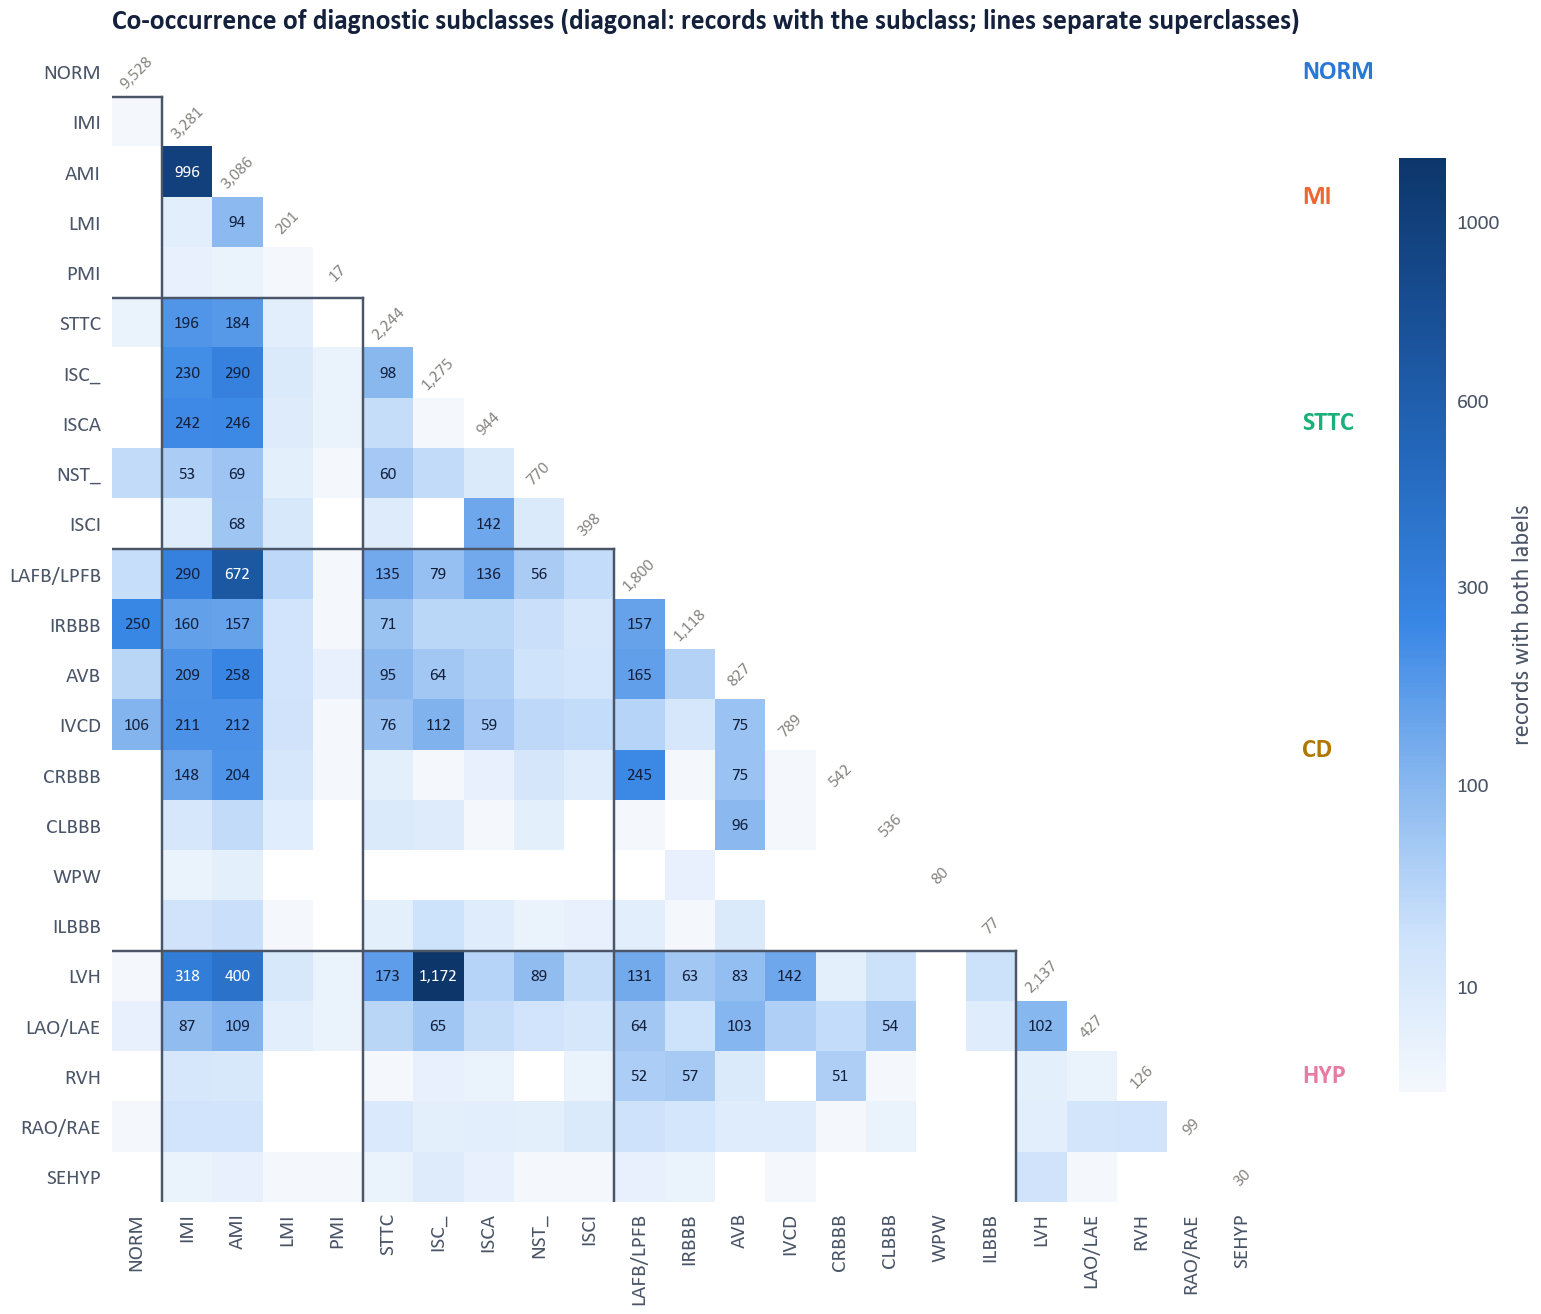 Co-occurrence of diagnostic subclasses (diagonal: records with the subclass; lines separate superclasses)
NORM 9,528 NORM
IMI 3,281
AMI 996 3,086 MI
LMI 94 201 1000
PMI 17
STTC 196 184 2,244
ISC_ 230 290 98 1,275 600
ISCA 242 246 944 STTC
NST_ 53 69 60 770
ISCI 68 142 398
LAFB/LPFB 290 672 135 79 136 56 1,800 300
IRBBB 250 160 157 71 157 1,118
AVB 209 258 95 64 165 827
IVCD 106 211 212 76 112 59 75 789 CD
CRBBB 148 204 245 75 542 100
CLBBB 96 536
WPW 80
ILBBB 77
LVH 318 400 173 1,172 89 131 63 83 142 2,137 10
LAO/LAE 87 109 65 64 103 54 102 427
RVH 52 57 51 126 HYP
RAO/RAE 99
SEHYP 30
NORM IMI AMI LMI PMI STTC ISC_ ISCA NST_ ISCI LAFB/LPFB IRBBB AVB IVCD CRBBB CLBBB WPW ILBBB LVH LAO/LAE RVH RAO/RAE SEHYP
records with both labels